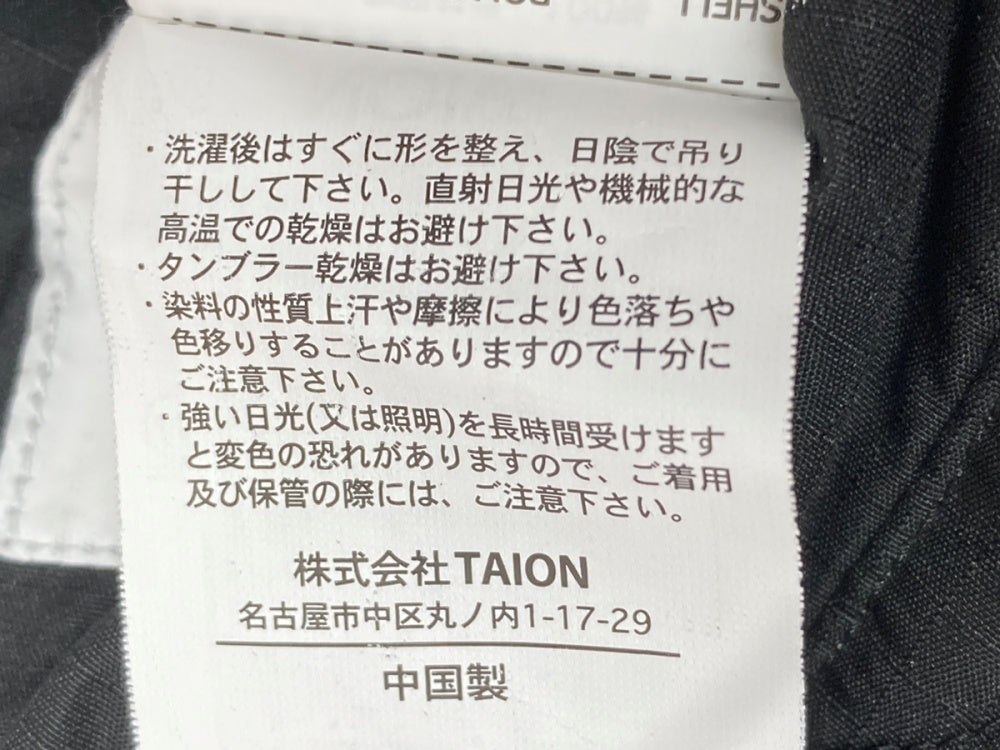 SHELL
・洗濯後はすぐに形を整え、日陰で吊り
干しして下さい。直射日光や機械的な
高温での乾燥はお避け下さい。
・タンブラー乾燥はお避け下さい。
・染料の性質上汗や摩擦により色落ちや
色移りすることがありますので十分に
ご注意下さい。
・強い日光(又は照明)を長時間受けます
と変色の恐れがありますので、ご着用
及び保管の際には、ご注意下さい。
株式会社 TAION
名古屋市中区丸ノ内1-17-29
中国製